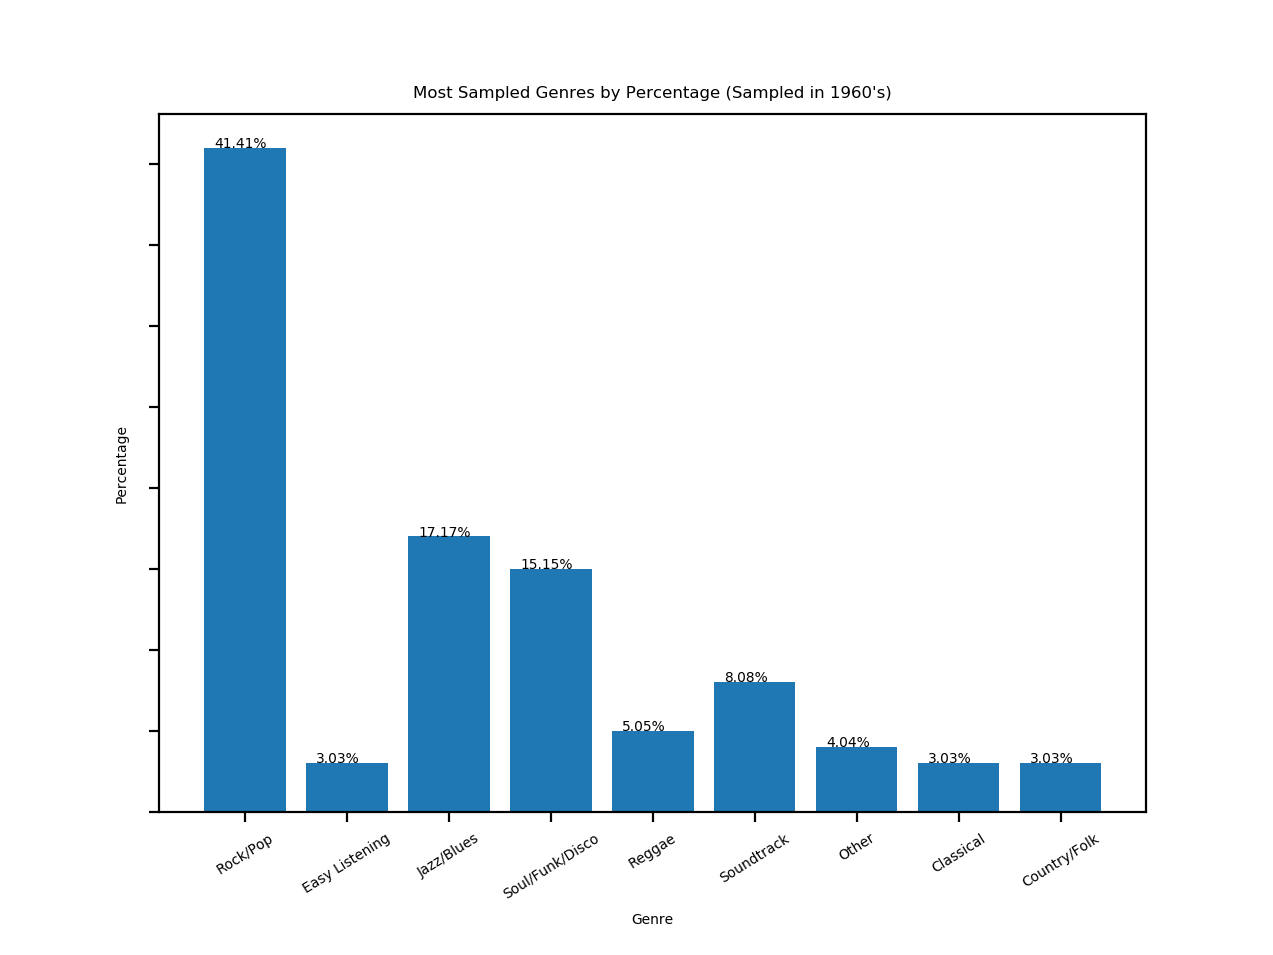 Most Sampled Genres by Percentage (Sampled in 1960's)
41.41%
3.03%
17.17%
15.15%
5.05%
8.08%
4.04%
3.03%
3.03%
Percentage
Rock/Pop
Easy Listening
Jazz/Blues
Soul/Funk/Disco
Reggae
Soundtrack
Other
Classical
Country/Folk
Genre